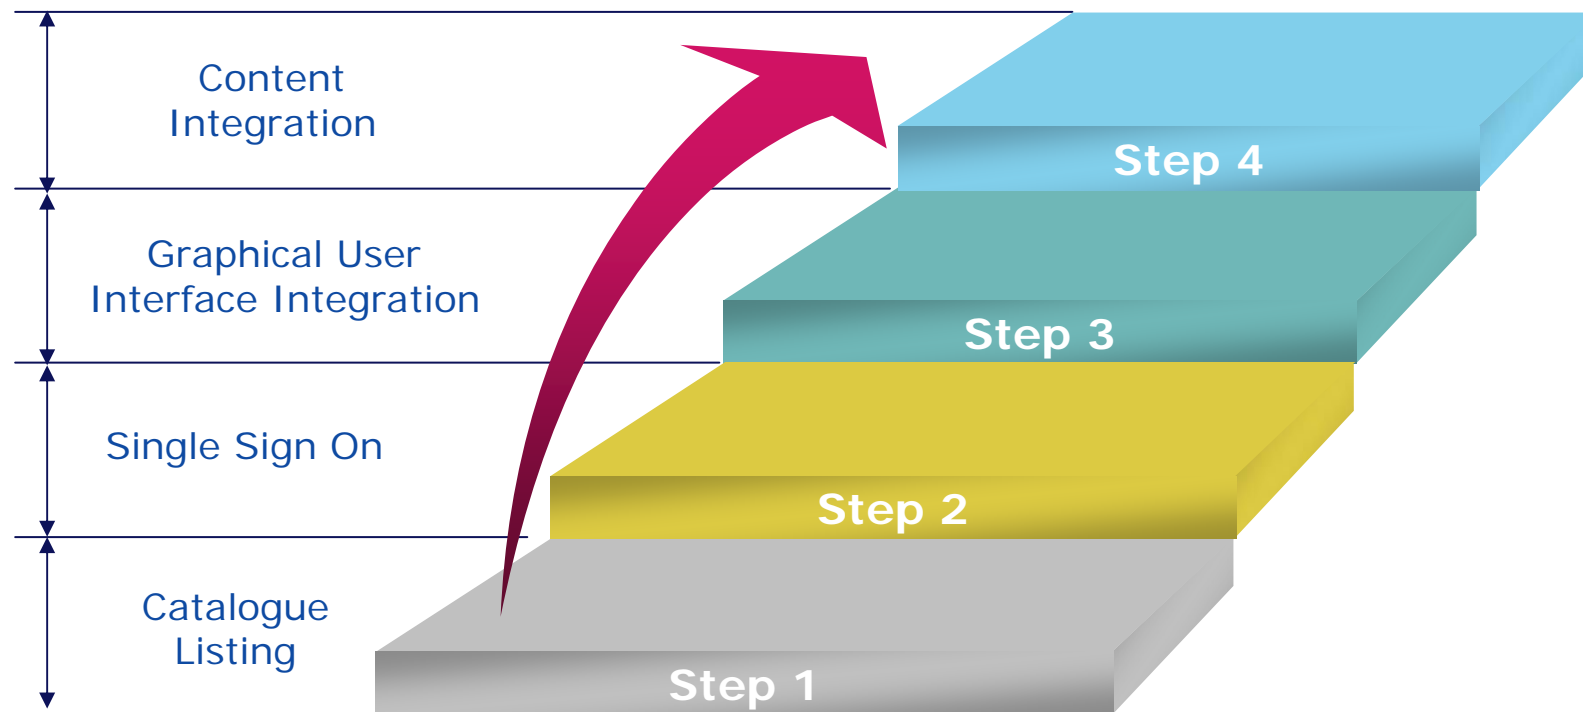 Content
Integration
Step 4
Graphical User
Interface Integration
Step 3
Single Sign On
Step 2
Catalogue
Listing
Step 1